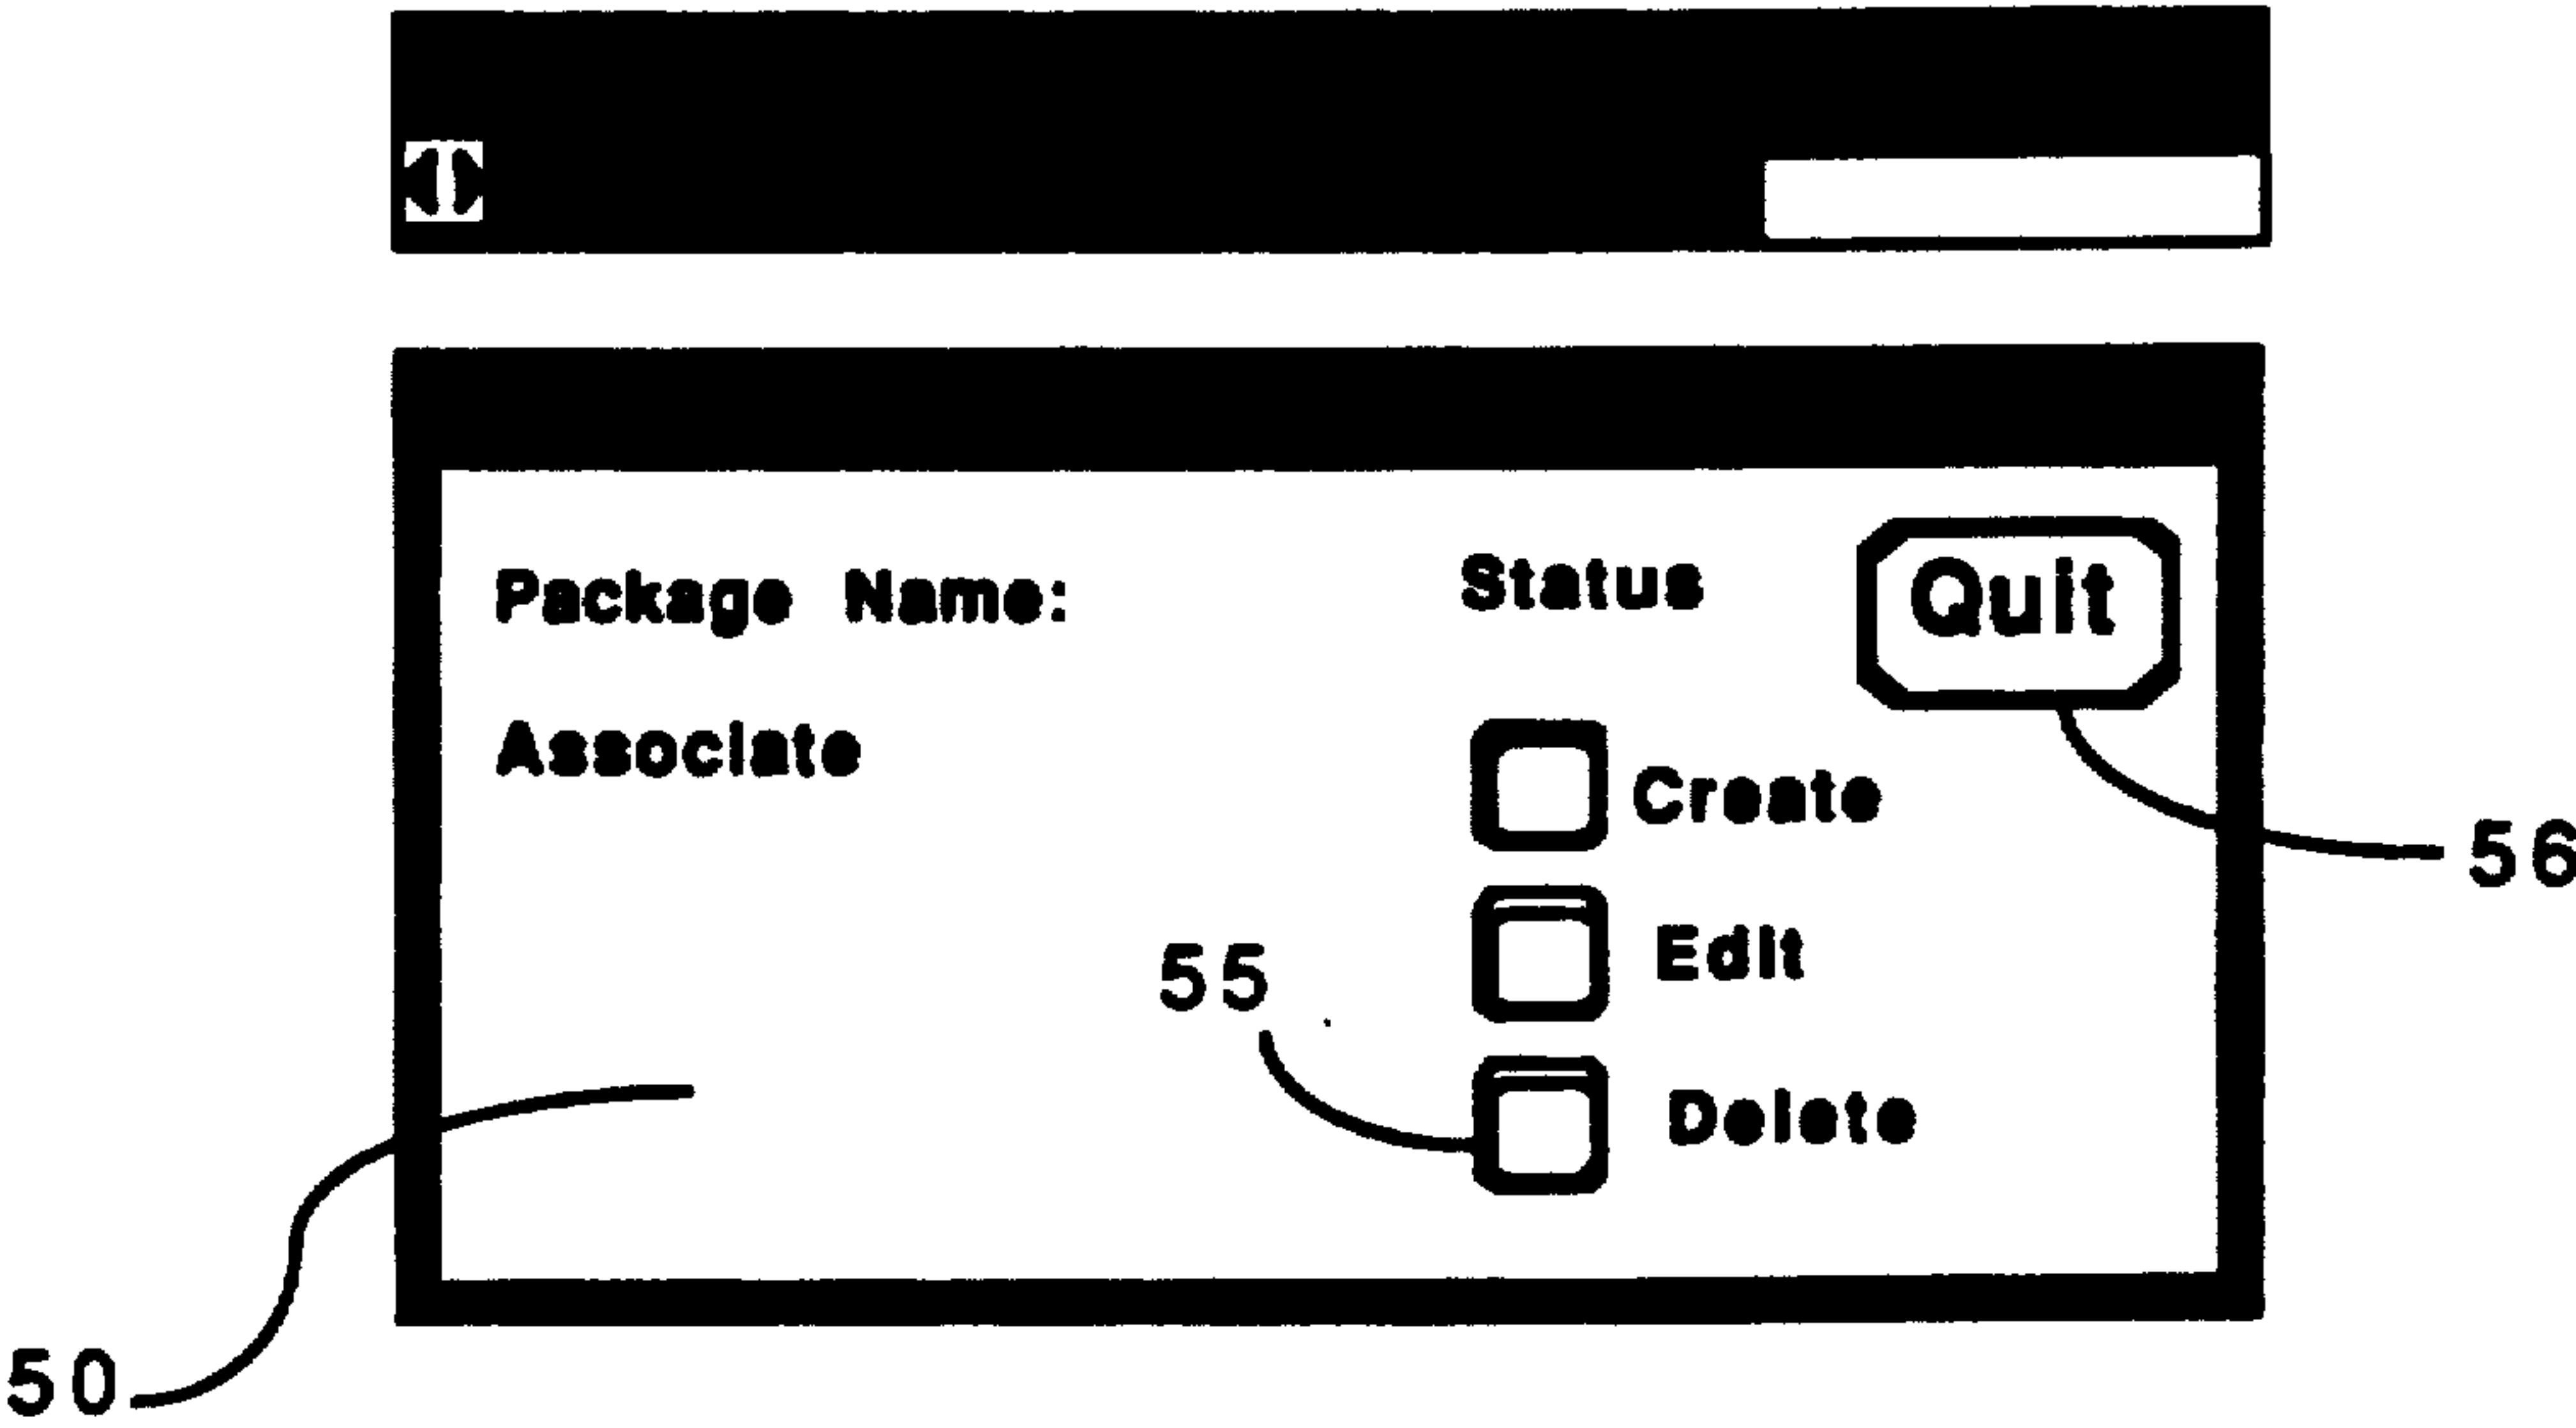 Package Name:
Status
Quit
Associate
Create
56
Edit
55
Delete
50